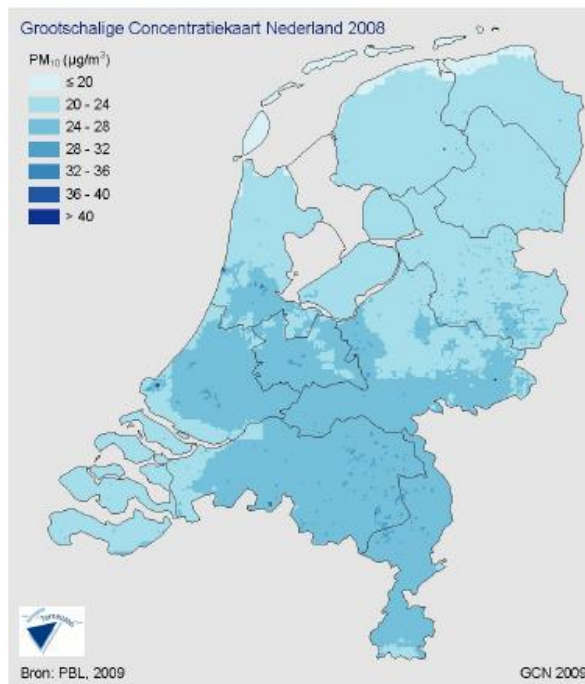 Grootschalige Concentratiekaart Nederland 2008
PM₁₀ (µg/m³)
≤ 20
20 - 24
24 - 28
28 - 32
32 - 36
36 - 40
> 40
Bron: PBL, 2009
GCN 2009